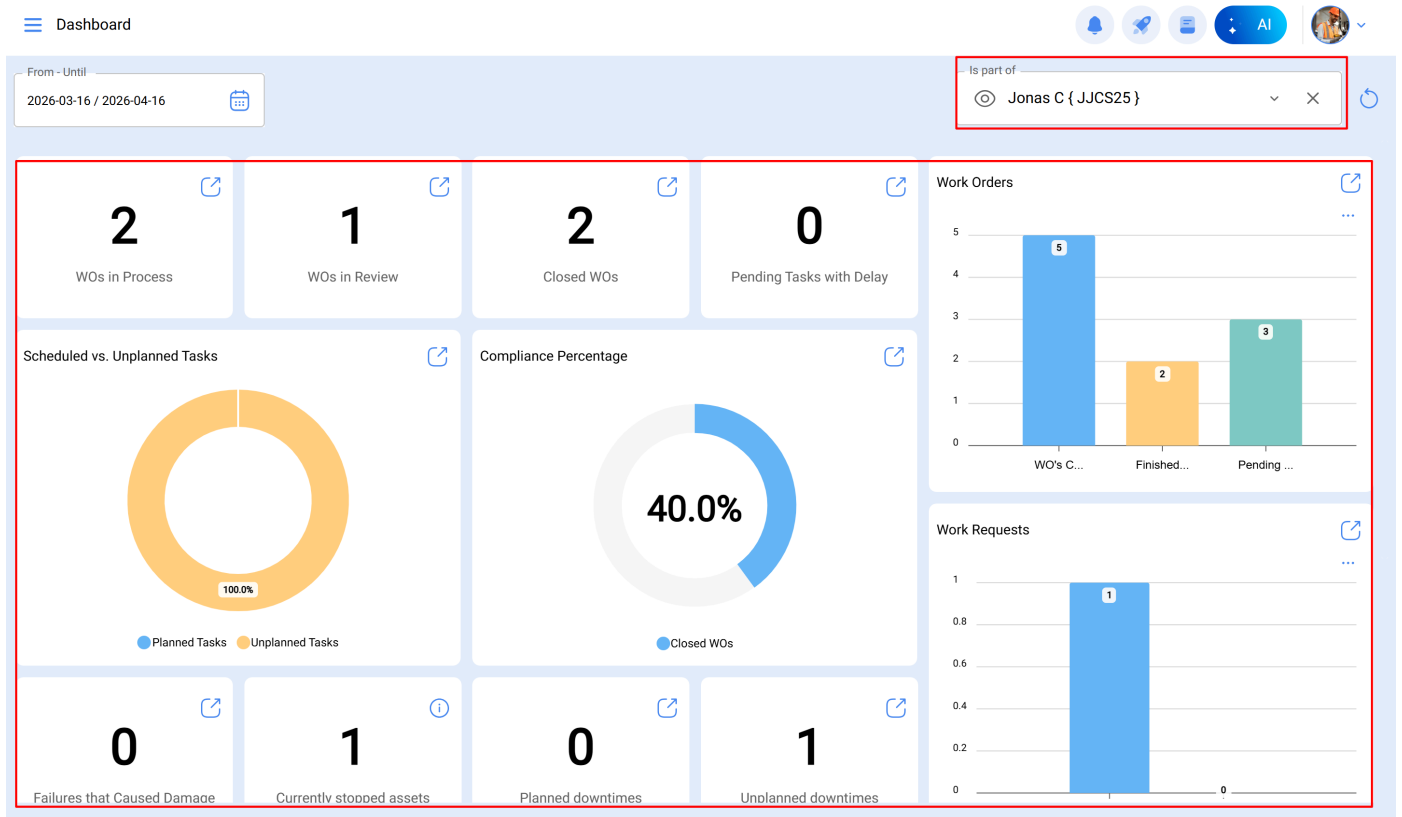 Dashboard
AI
From - Until
2026-03-16 / 2026-04-16
Is part of
Jonas C { JJCS25 }
2
WOs in Process
1
WOs in Review
2
Closed WOs
0
Pending Tasks with Delay
Work Orders
...
5
4
3
2
1
0
5
2
3
WO's C...
Finished...
Pending ...
Scheduled vs. Unplanned Tasks
100.0%
Planned Tasks
Unplanned Tasks
Compliance Percentage
40.0%
Closed WOs
Work Requests
...
1
0.8
0.6
0.4
0.2
0
1
0
0
Failures that Caused Damage
1
Currently stopped assets
0
Planned downtimes
1
Unplanned downtimes